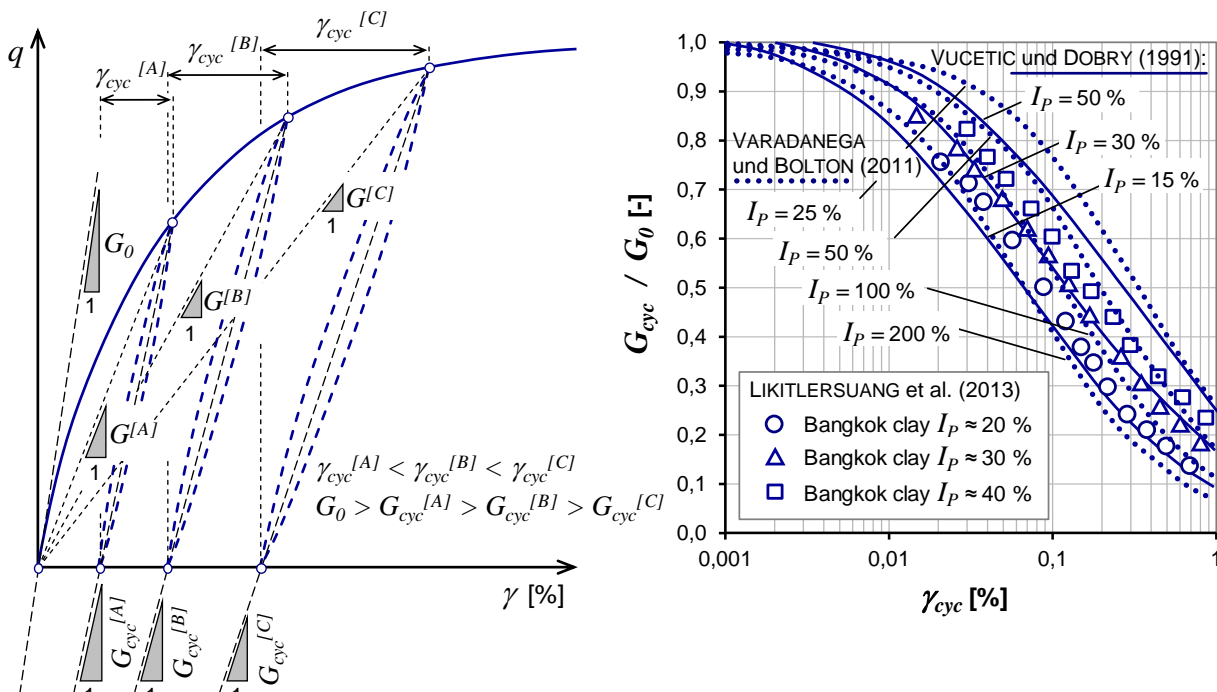 q
γcyc[A]
γcyc[B]
γcyc[C]
G0
1
G[A]
1
G[B]
1
G[C]
1
γcyc[A] < γcyc[B] < γcyc[C]
G0 > Gcyc[A] > Gcyc[B] > Gcyc[C]
γ [%]
Gcyc[A]
Gcyc[B]
Gcyc[C]
1
1
1
Gcyc / G0 [-]
1,0
0,9
0,8
0,7
0,6
0,5
0,4
0,3
0,2
0,1
0,0
VUCETIC und DOBRY (1991):
IP = 50 %
IP = 30 %
IP = 15 %
VARADANEGA
und BOLTON (2011)
IP = 25 %
IP = 50 %
IP = 100 %
IP = 200 %
LIKITLERSUANG et al. (2013)
Bangkok clay IP ≈ 20 %
Bangkok clay IP ≈ 30 %
Bangkok clay IP ≈ 40 %
0,001
0,01
0,1
1
γcyc [%]